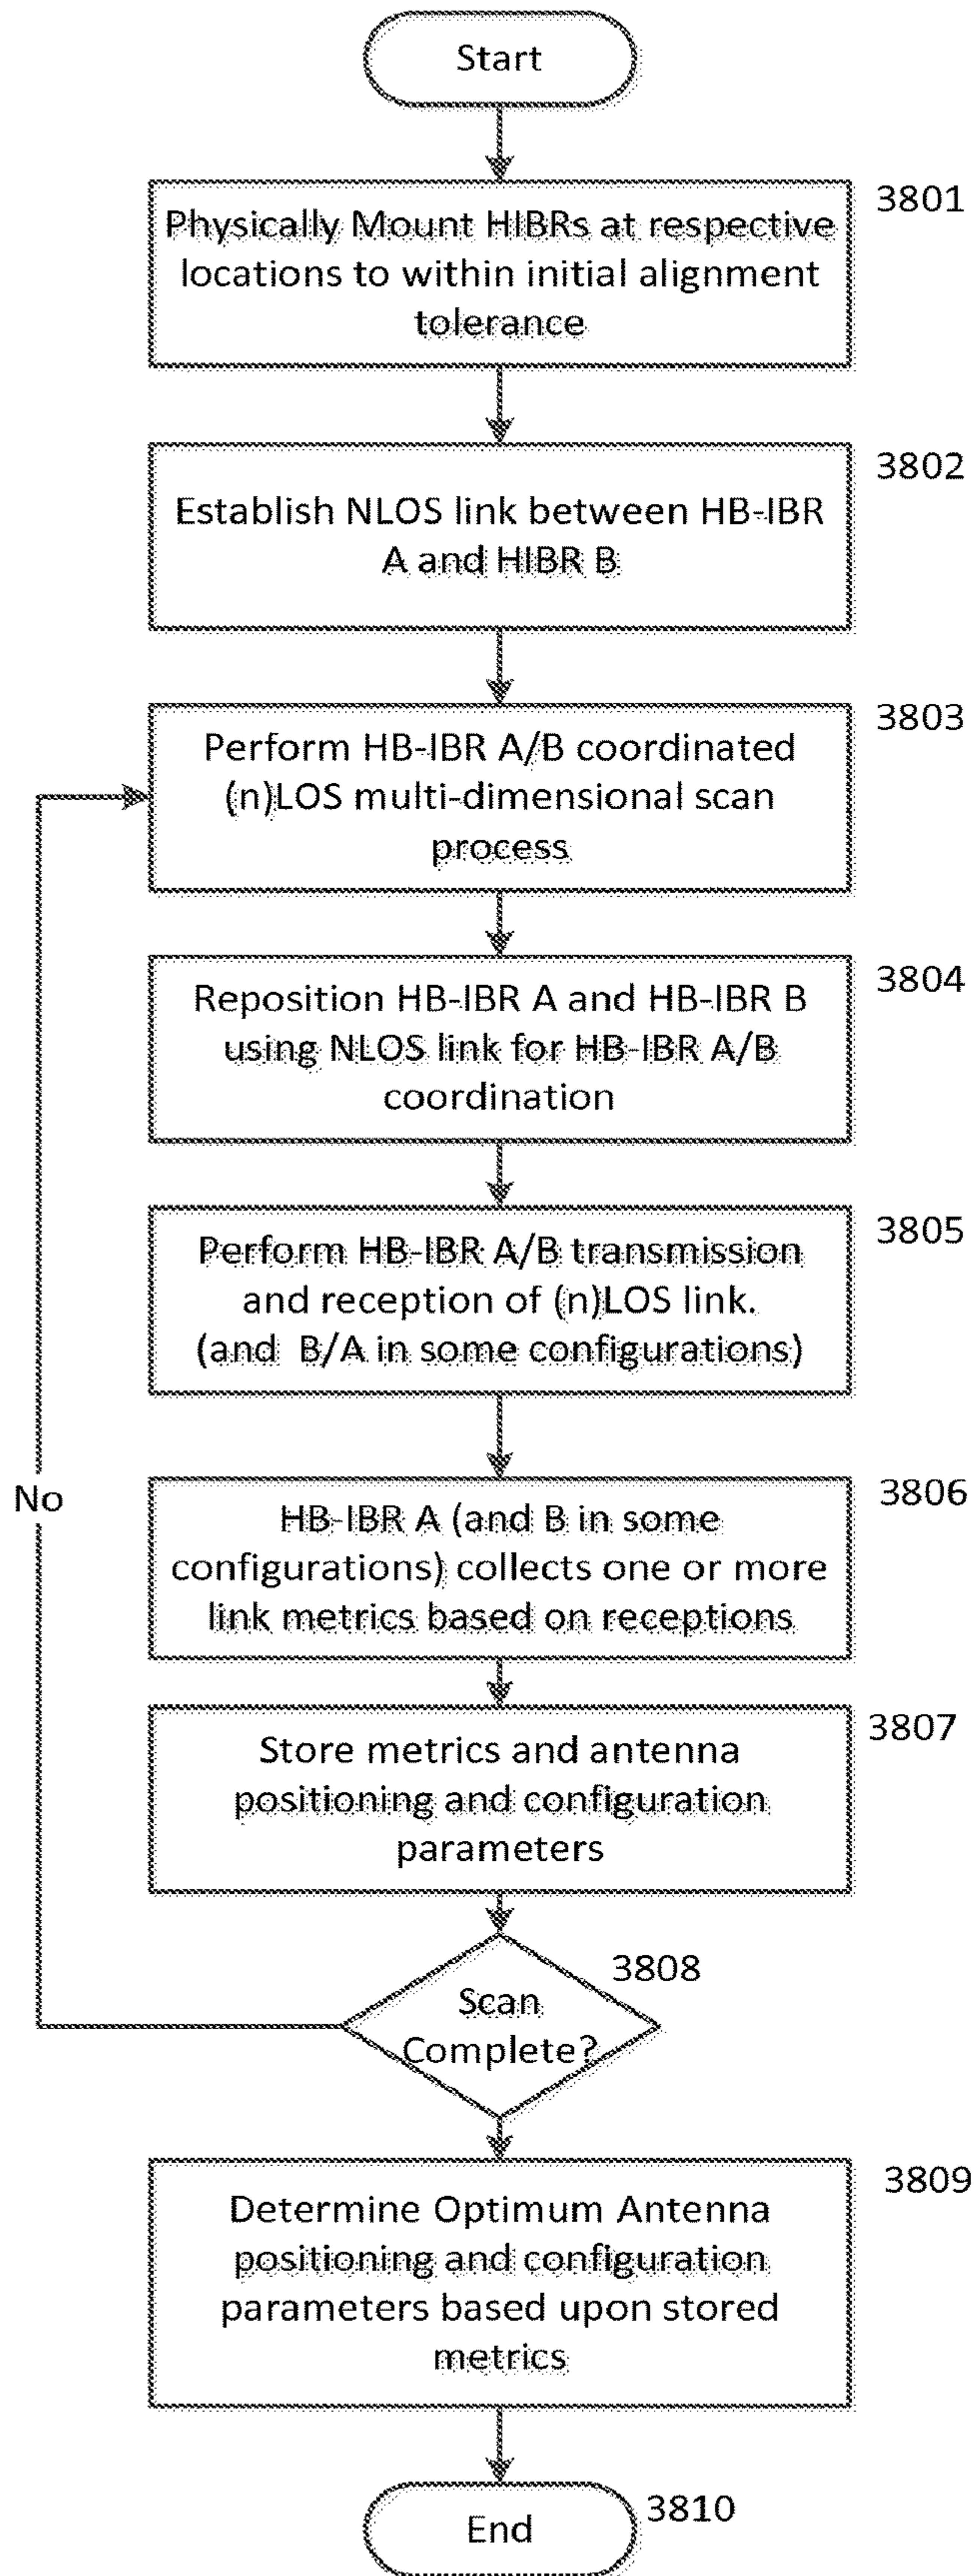 Start
3801
Physically Mount HIBRs at respective
locations to within initial alignment
tolerance
3802
Establish NLOS link between HB-IBR
A and HIBR B
3803
Perform HB-IBR A/B coordinated
(n)LOS multi-dimensional scan
process
3804
Reposition HB-IBR A and HB-IBR B
using NLOS link for HB-IBR A/B
coordination
3805
Perform HB-IBR A/B transmission
and reception of (n)LOS link.
(and B/A in some configurations)
No
3806
HB-IBR A (and B in some
configurations) collects one or more
link metrics based on receptions
3807
Store metrics and antenna
positioning and configuration
parameters
3808
Scan
Complete?
3809
Determine Optimum Antenna
positioning and configuration
parameters based upon stored
metrics
3810
End